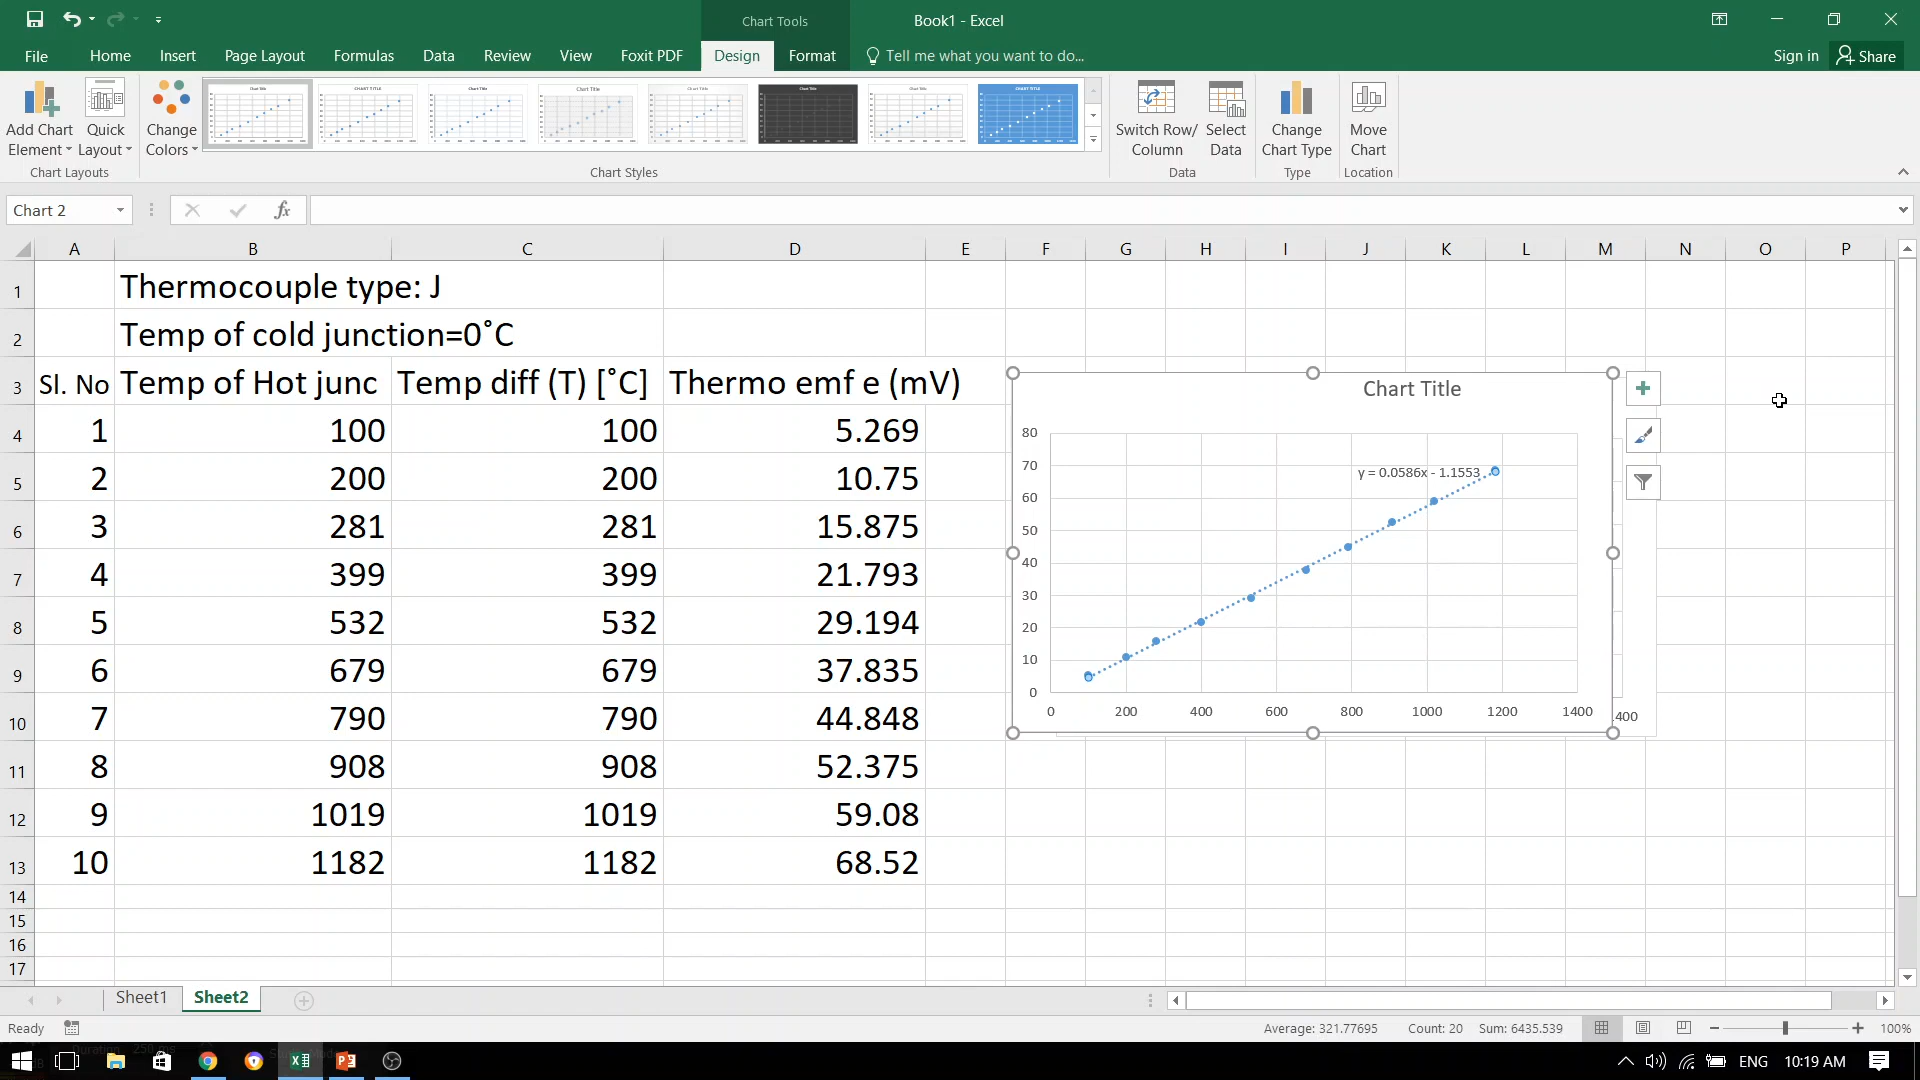 Chart Tools
Book1 - Excel
File Home Insert Page Layout Formulas Data Review View Foxit PDF Design Format Tell me what you want to do... Sign in Share
Add Chart Element Quick Layout Change Colors Switch Row/ Column Select Data Change Chart Type Move Chart
Chart Layouts Chart Styles Data Type Location
Chart 2 fx
A B C D E F G H I J K L M N O P
1 Thermocouple type: J
2 Temp of cold junction=0˚C
3 Sl. No Temp of Hot junc Temp diff (T) [˚C] Thermo emf e (mV)
4 1 100 100 5.269
5 2 200 200 10.75
6 3 281 281 15.875
7 4 399 399 21.793
8 5 532 532 29.194
9 6 679 679 37.835
10 7 790 790 44.848
11 8 908 908 52.375
12 9 1019 1019 59.08
13 10 1182 1182 68.52
14
15
16
17
Chart Title
80
70
y = 0.0586x - 1.1553
60
50
40
30
20
10
0
0 200 400 600 800 1000 1200 1400
400
Sheet1 Sheet2
Ready Average: 321.77695 Count: 20 Sum: 6435.539 100%
ENG 10:19 AM